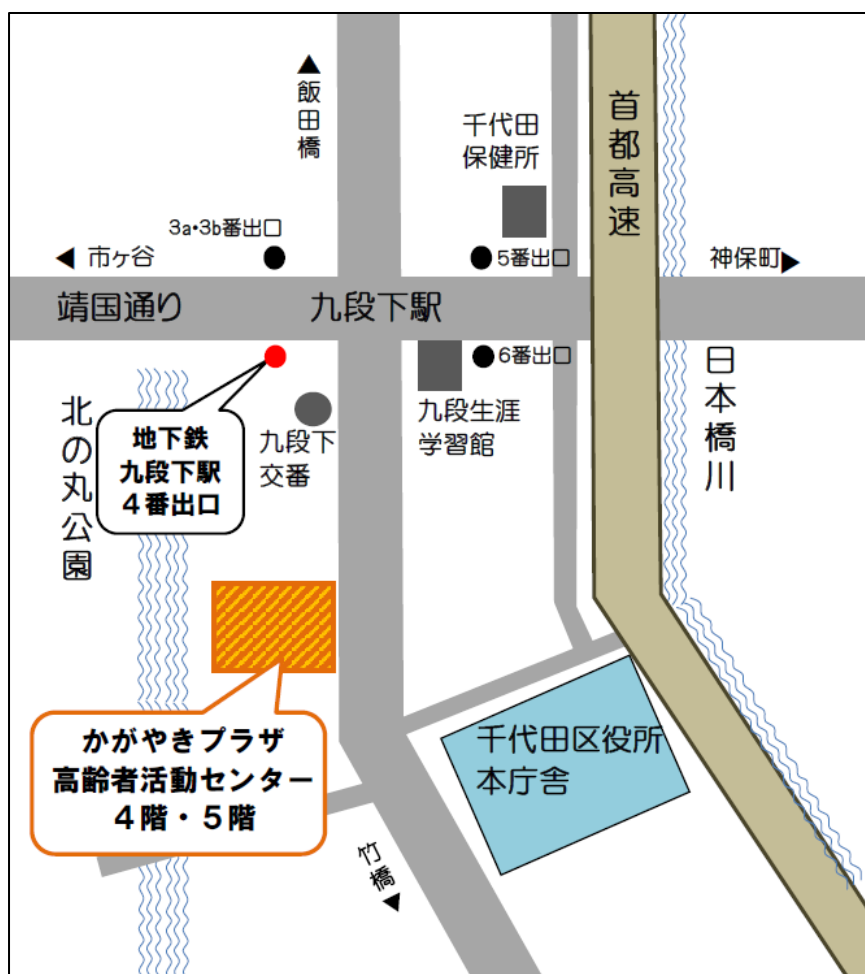 ▲飯田橋
千代田
保健所
首都高速
3a・3b番出口
◀ 市ヶ谷
5番出口
神保町▶
靖国通り
九段下駅
6番出口
日本橋川
北の丸公園
地下鉄
九段下駅
４番出口
九段下
交番
九段生涯
学習館
かがやきプラザ
高齢者活動センター
４階・５階
千代田区役所
本庁舎
竹橋▼